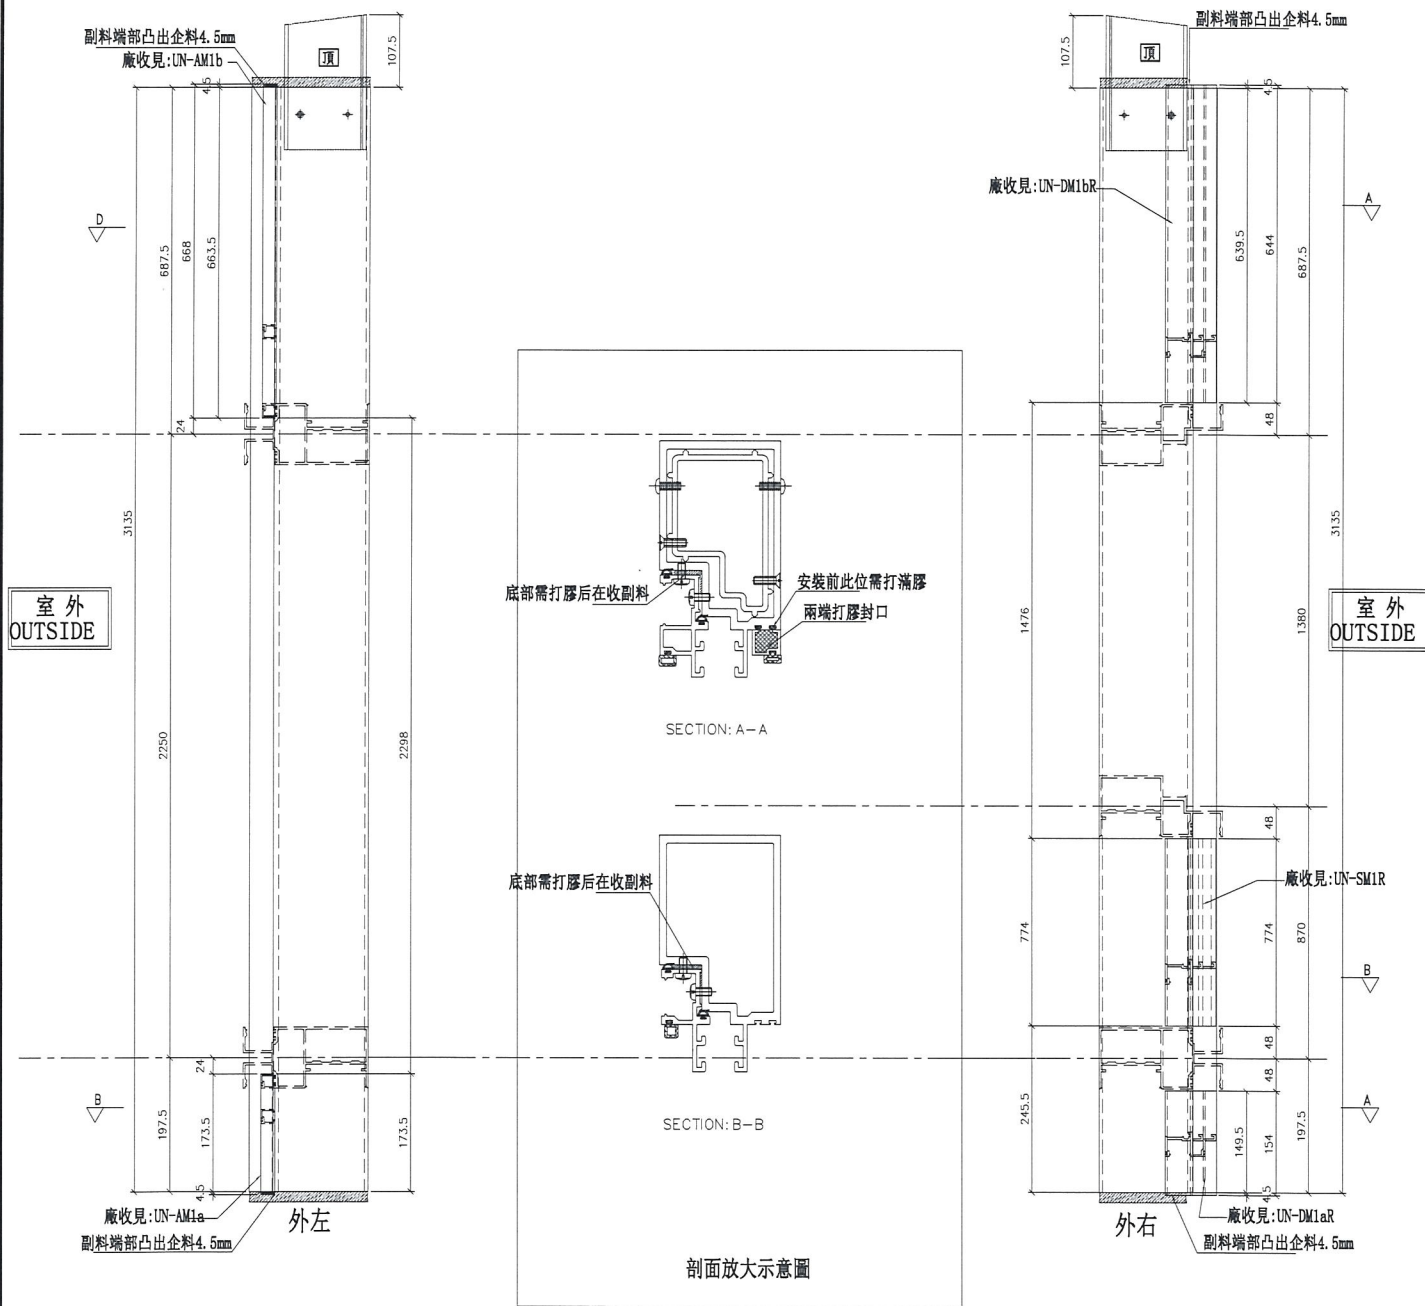 副料端部凸出企料4.5mm
廠收見:UN-AM1b
頂
107.5
4.5
D
687.5
668
663.5
24
3135
室外
OUTSIDE
2250
2298
24
B
197.5
173.5
173.5
4.5
廠收見:UN-AM1a
副料端部凸出企料4.5mm
外左
底部需打膠后在收副料
安裝前此位需打滿膠
兩端打膠封口
SECTION: A-A
底部需打膠后在收副料
SECTION: B-B
剖面放大示意圖
副料端部凸出企料4.5mm
107.5
頂
4.5
廠收見:UN-DM1bR
A
639.5
644
687.5
48
3135
1476
1380
室外
OUTSIDE
48
廠收見:UN-SM1R
774
774
870
B
48
48
245.5
149.5
154
197.5
A
4.5
廠收見:UN-DM1aR
副料端部凸出企料4.5mm
外右